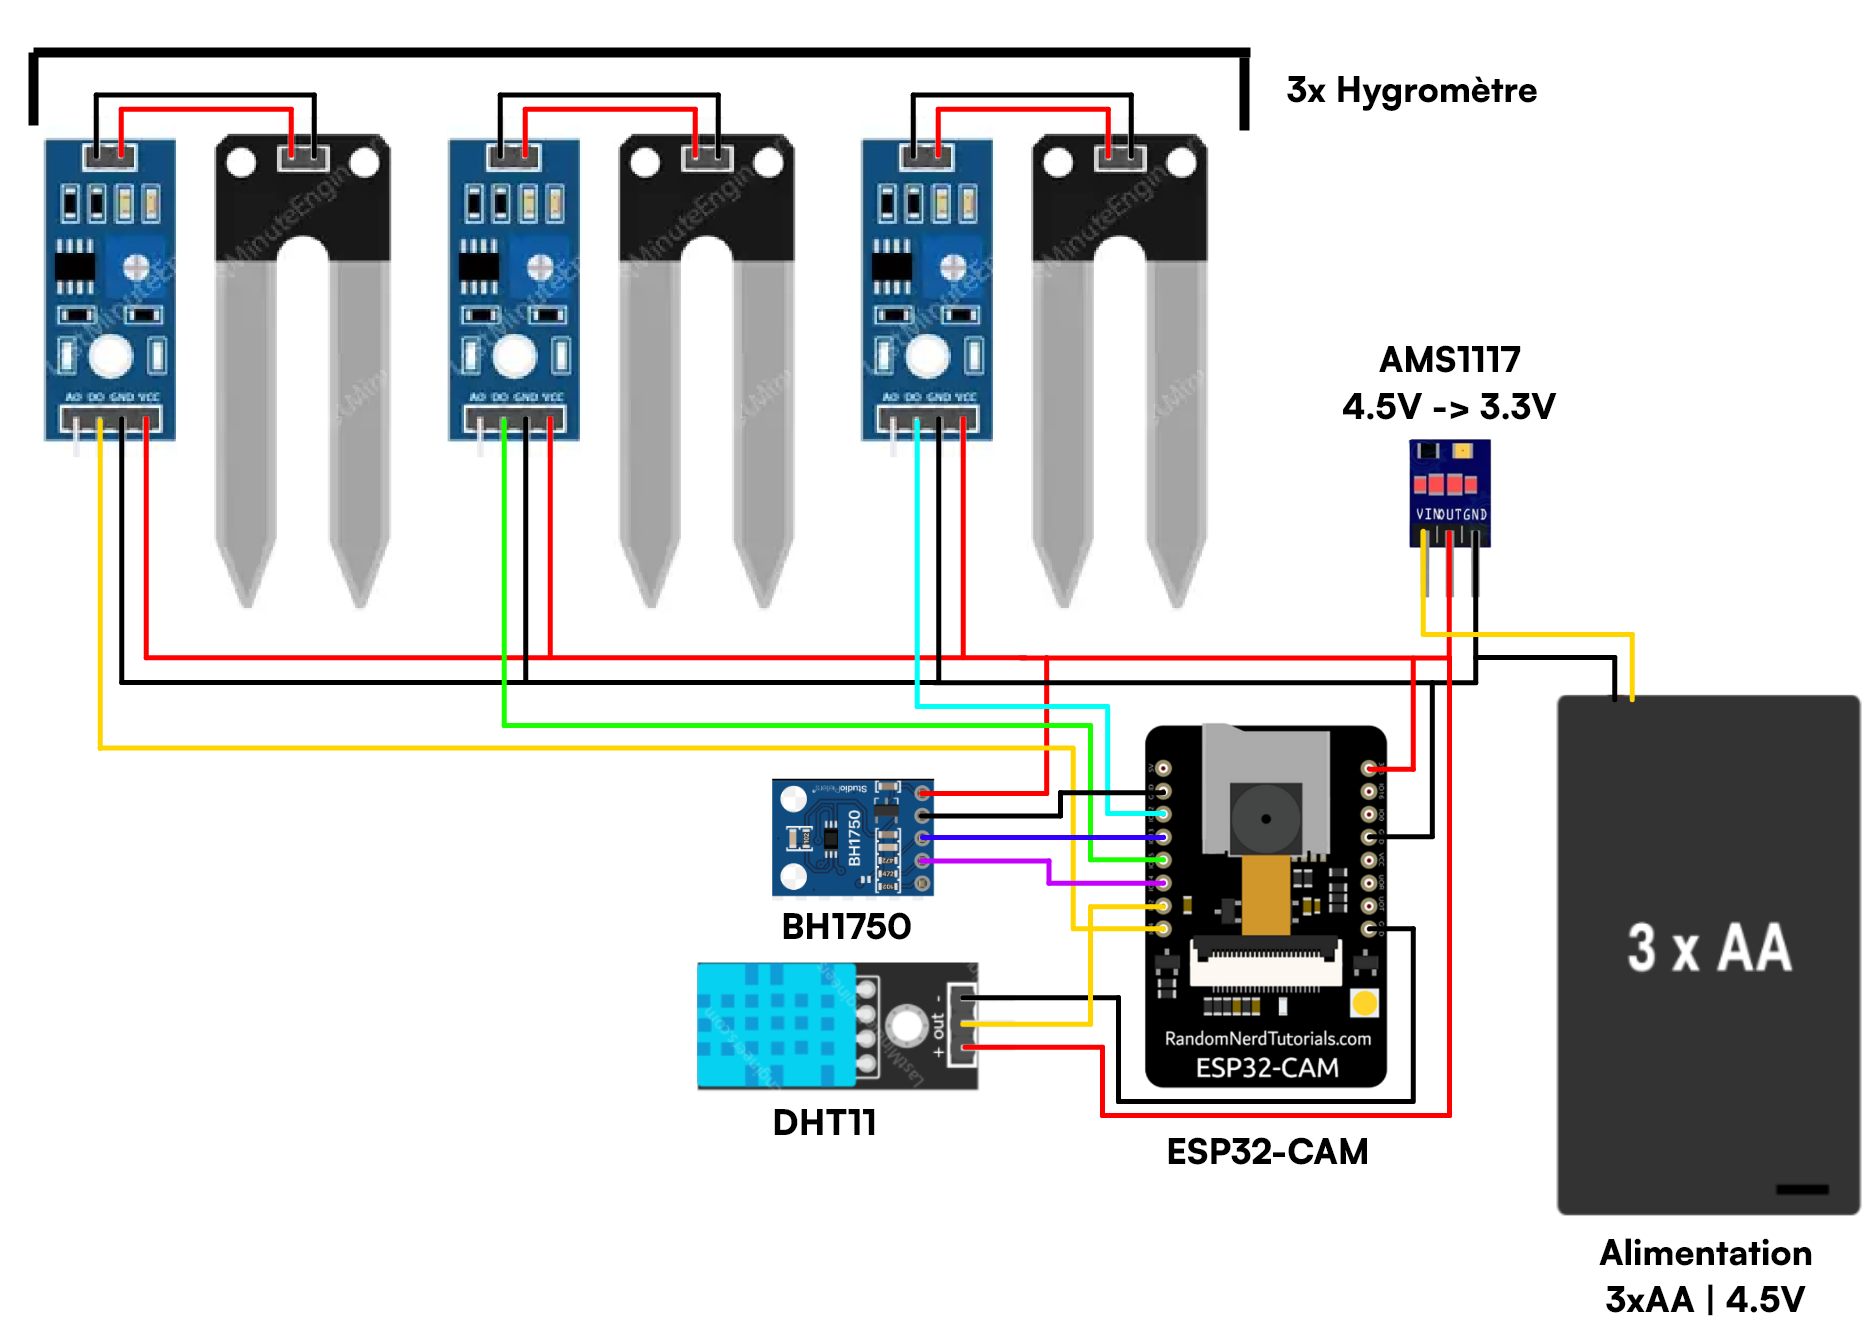 3x Hygromètre
AO DO GND VCC
AO DO GND VCC
AO DO GND VCC
AMS1117
4.5V -> 3.3V
VIN OUT GND
BH1750
BH1750
- out +
DHT11
RandomNerdTutorials.com
ESP32-CAM
ESP32-CAM
3 x AA
Alimentation
3xAA | 4.5V